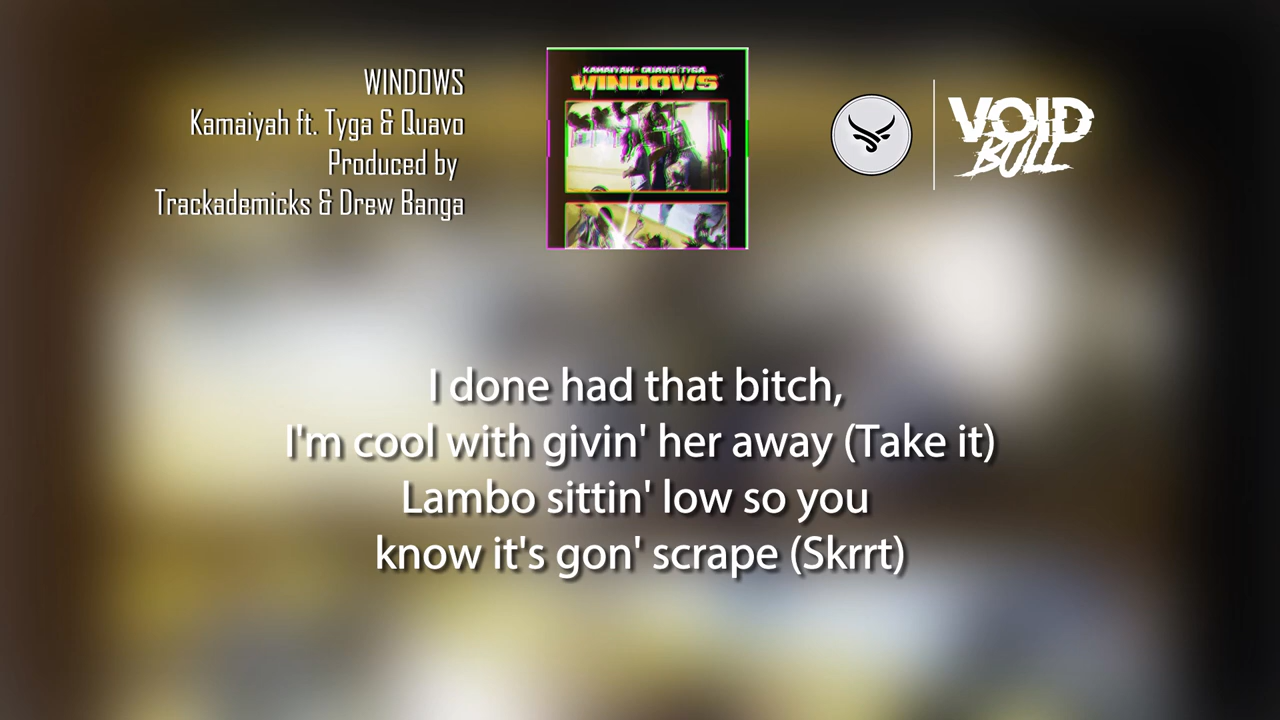 WINDOWS
Kamaiyah ft. Tyga & Quavo
Produced by
Trackademicks & Drew Banga
KAMAIYAH · QUAVO TYGA
WINDOWS
VOID
BULL
I done had that bitch,
I'm cool with givin' her away (Take it)
Lambo sittin' low so you
know it's gon' scrape (Skrrt)